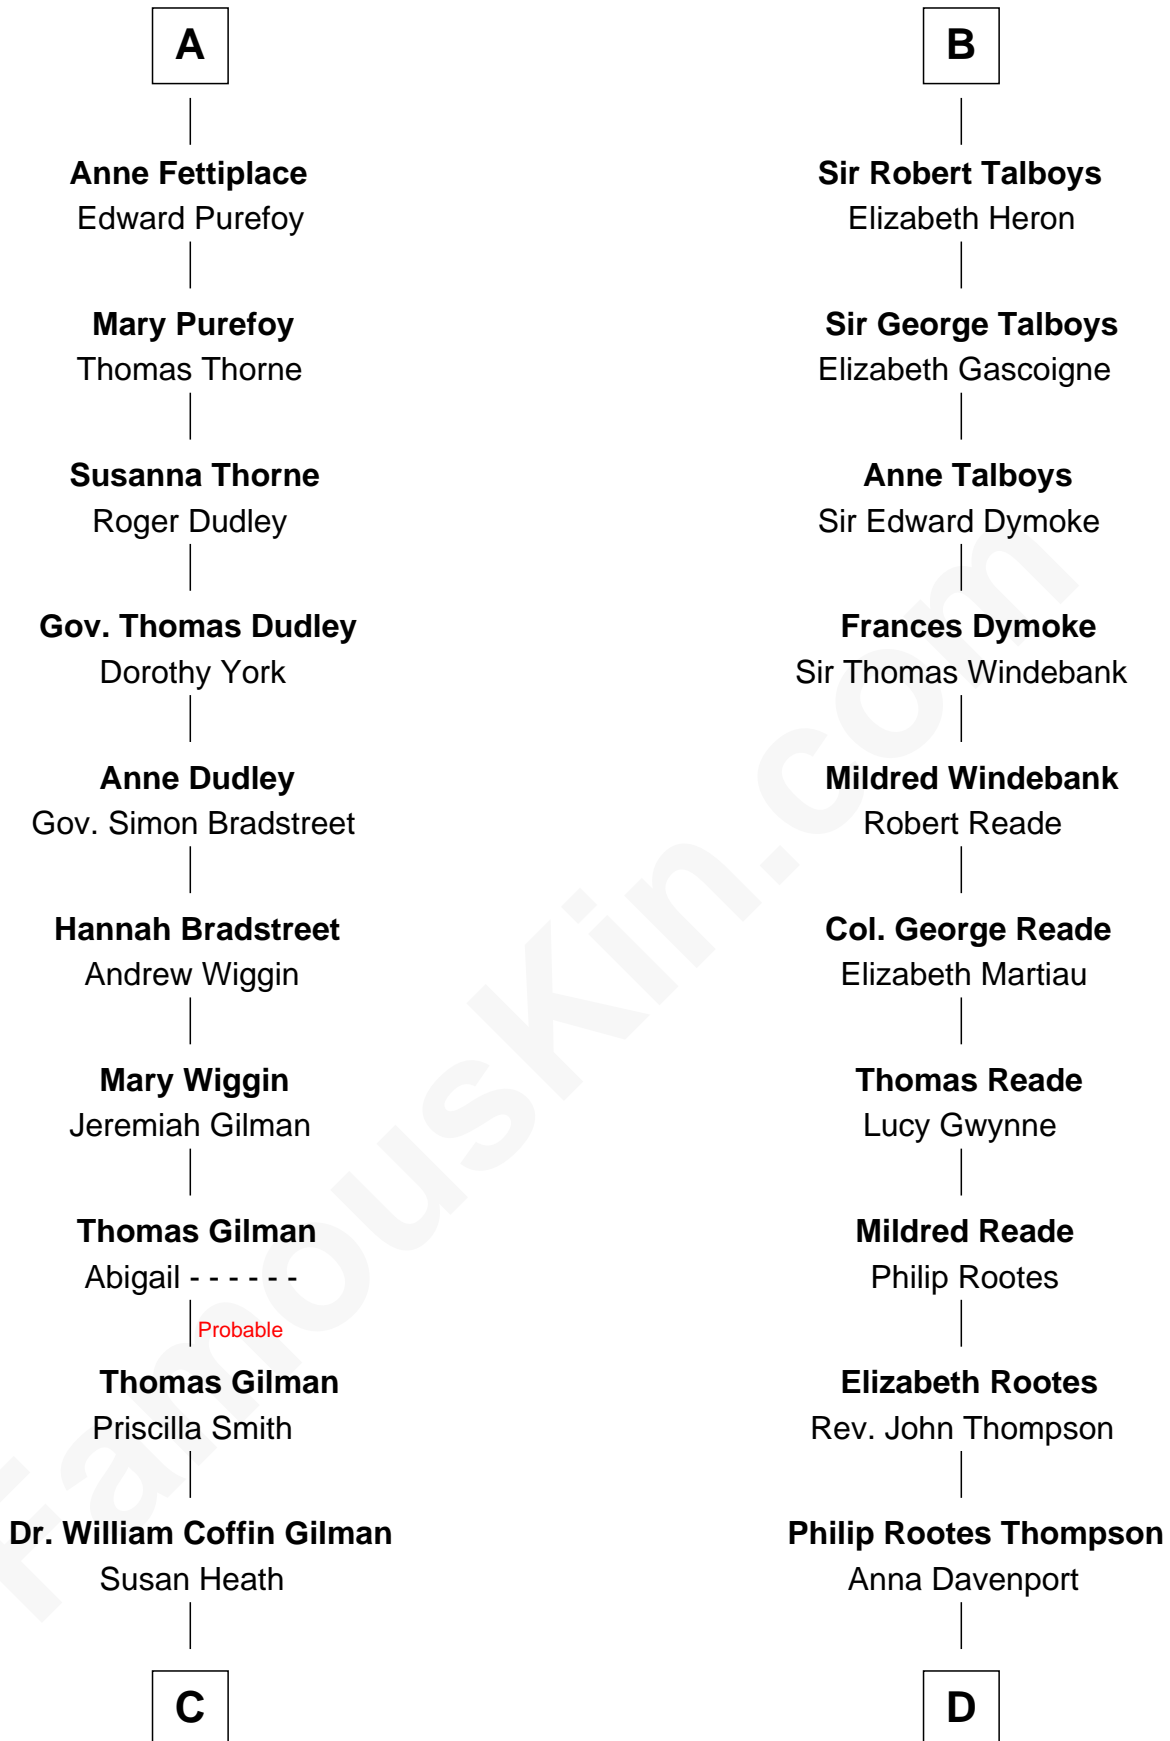 A
Anne Fettiplace
Edward Purefoy
Mary Purefoy
Thomas Thorne
Susanna Thorne
Roger Dudley
Gov. Thomas Dudley
Dorothy York
Anne Dudley
Gov. Simon Bradstreet
Hannah Bradstreet
Andrew Wiggin
Mary Wiggin
Jeremiah Gilman
Thomas Gilman
Abigail - - - - - -
Probable
Thomas Gilman
Priscilla Smith
Dr. William Coffin Gilman
Susan Heath
C
B
Sir Robert Talboys
Elizabeth Heron
Sir George Talboys
Elizabeth Gascoigne
Anne Talboys
Sir Edward Dymoke
Frances Dymoke
Sir Thomas Windebank
Mildred Windebank
Robert Reade
Col. George Reade
Elizabeth Martiau
Thomas Reade
Lucy Gwynne
Mildred Reade
Philip Rootes
Elizabeth Rootes
Rev. John Thompson
Philip Rootes Thompson
Anna Davenport
D
FamousKin.com